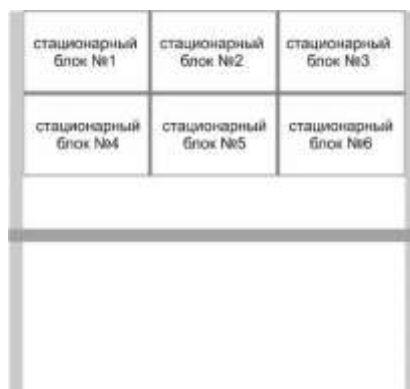 стационарный
блок №1
стационарный
блок №2
стационарный
блок №3
стационарный
блок №4
стационарный
блок №5
стационарный
блок №6